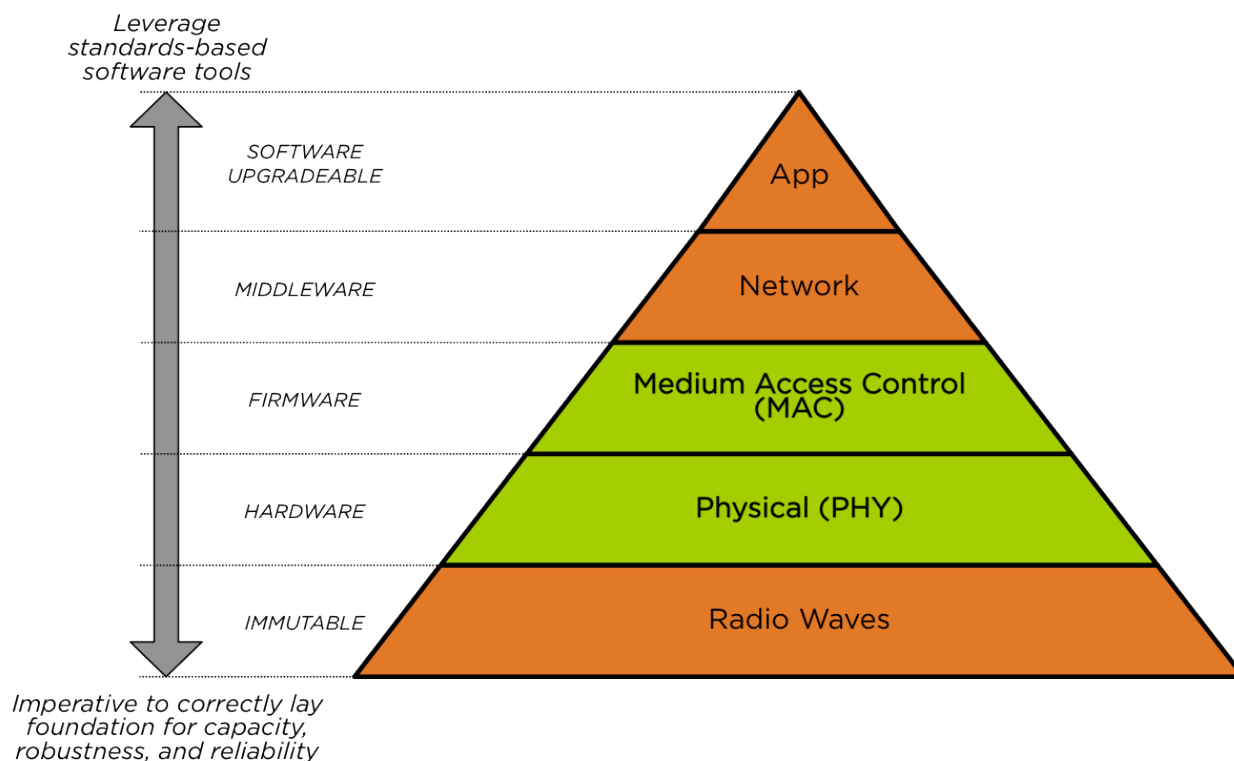 Leverage
standards-based
software tools
SOFTWARE
UPGRADEABLE
App
MIDDLEWARE
Network
FIRMWARE
Medium Access Control
(MAC)
HARDWARE
Physical (PHY)
IMMUTABLE
Radio Waves
Imperative to correctly lay
foundation for capacity,
robustness, and reliability